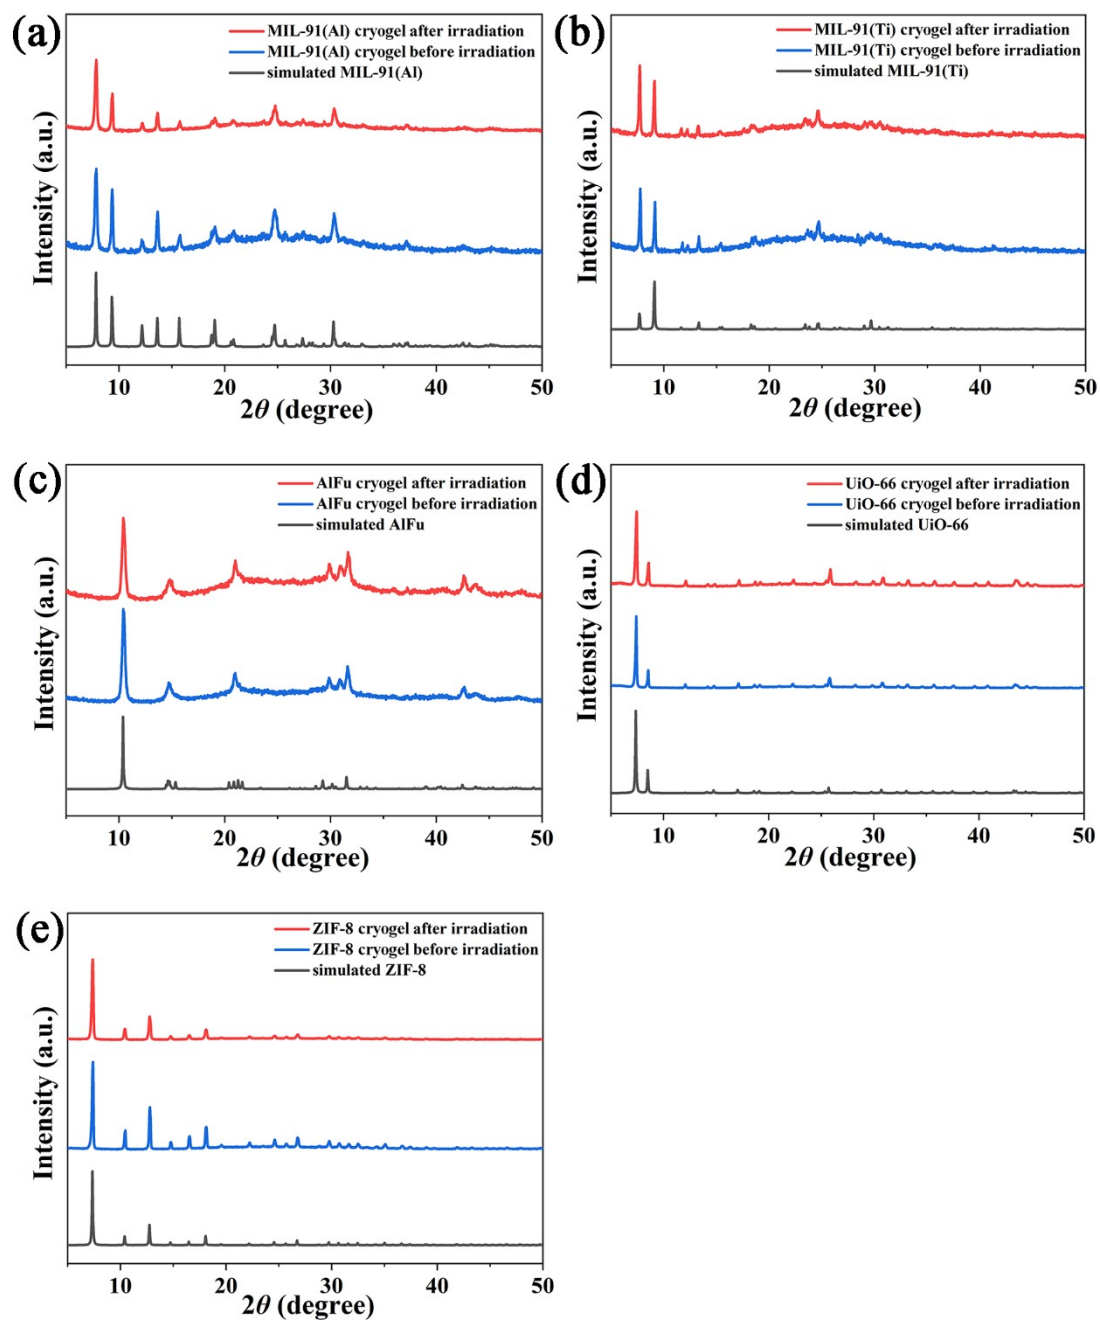 (a)
MIL-91(Al) cryogel after irradiation
MIL-91(Al) cryogel before irradiation
simulated MIL-91(Al)
Intensity (a.u.)
10 20 30 40 50
2θ (degree)
(b)
MIL-91(Ti) cryogel after irradiation
MIL-91(Ti) cryogel before irradiation
simulated MIL-91(Ti)
Intensity (a.u.)
10 20 30 40 50
2θ (degree)
(c)
AlFu cryogel after irradiation
AlFu cryogel before irradiation
simulated AlFu
Intensity (a.u.)
10 20 30 40 50
2θ (degree)
(d)
UiO-66 cryogel after irradiation
UiO-66 cryogel before irradiation
simulated UiO-66
Intensity (a.u.)
10 20 30 40 50
2θ (degree)
(e)
ZIF-8 cryogel after irradiation
ZIF-8 cryogel before irradiation
simulated ZIF-8
Intensity (a.u.)
10 20 30 40 50
2θ (degree)